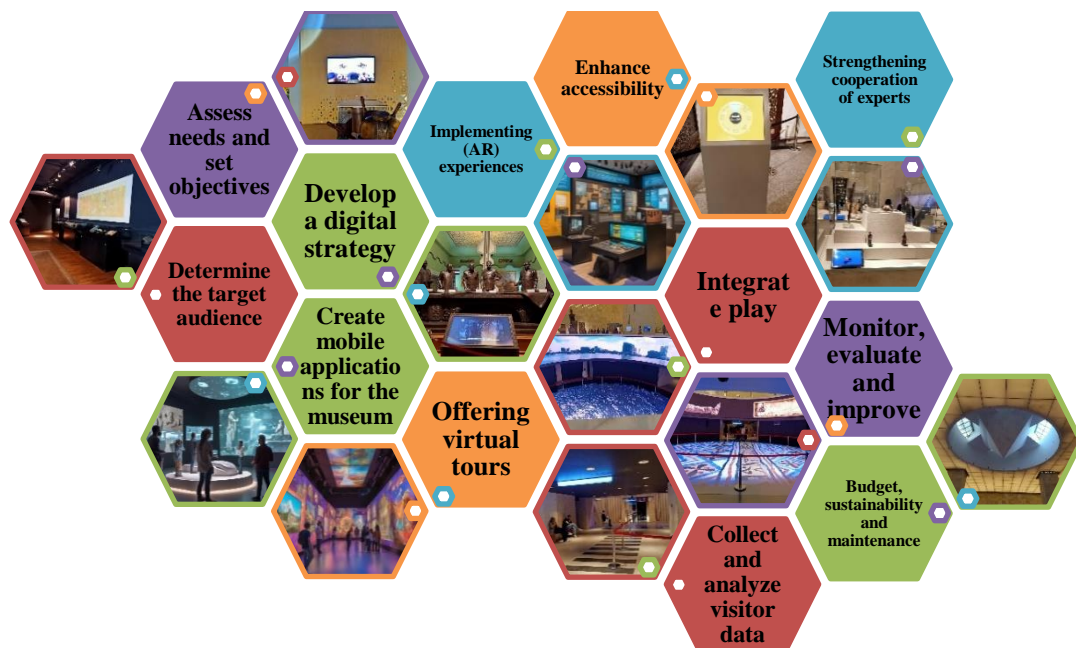 Assess
needs and
set
objectives
Determine
the target
audience
Develop
a digital
strategy
Create
mobile
applicatio
ns for the
museum
Implementing
(AR)
experiences
Offering
virtual
tours
Enhance
accessibility
Integrat
e play
Collect
and
analyze
visitor
data
Strengthening
cooperation
of experts
Monitor,
evaluate
and
improve
Budget,
sustainability
and
maintenance